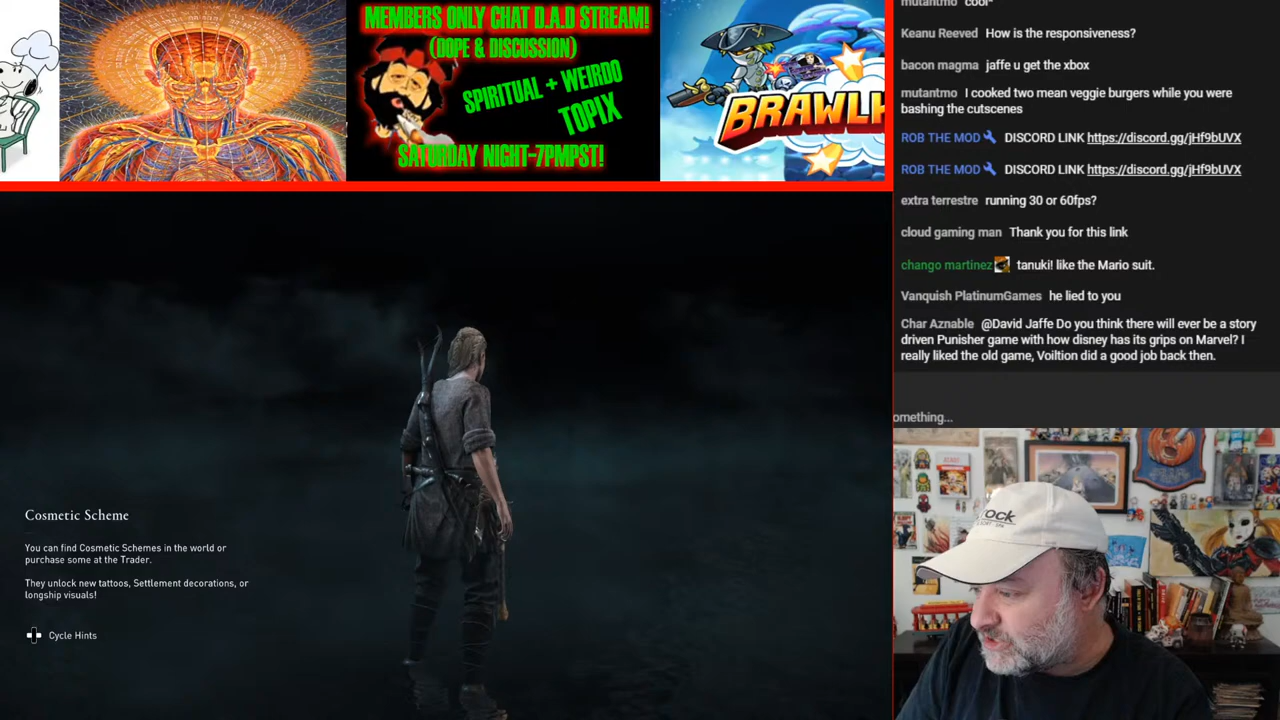 MEMBERS ONLY CHAT D.A.D STREAM!
(DOPE & DISCUSSION)
SPIRITUAL + WEIRDO
TOPIX
SATURDAY NIGHT-7PMPST!
BRAWLH
Cosmetic Scheme
You can find Cosmetic Schemes in the world or
purchase some at the Trader.
They unlock new tattoos, Settlement decorations, or
longship visuals!
Cycle Hints
mutantmo cool*
Keanu Reeved How is the responsiveness?
bacon magma jaffe u get the xbox
mutantmo I cooked two mean veggie burgers while you were
bashing the cutscenes
ROB THE MOD DISCORD LINK https://discord.gg/jHf9bUVX
ROB THE MOD DISCORD LINK https://discord.gg/jHf9bUVX
extra terrestre running 30 or 60fps?
cloud gaming man Thank you for this link
chango martinez tanuki! like the Mario suit.
Vanquish PlatinumGames he lied to you
Char Aznable @David Jaffe Do you think there will ever be a story
driven Punisher game with how disney has its grips on Marvel? I
really liked the old game, Voiltion did a good job back then.
omething...